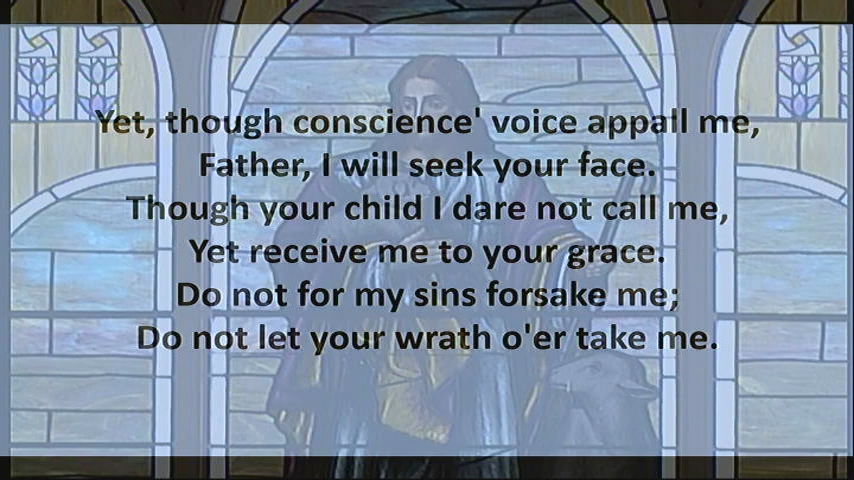 Yet, though conscience' voice appall me,
Father, I will seek your face.
Though your child I dare not call me,
Yet receive me to your grace.
Do not for my sins forsake me;
Do not let your wrath o'er take me.